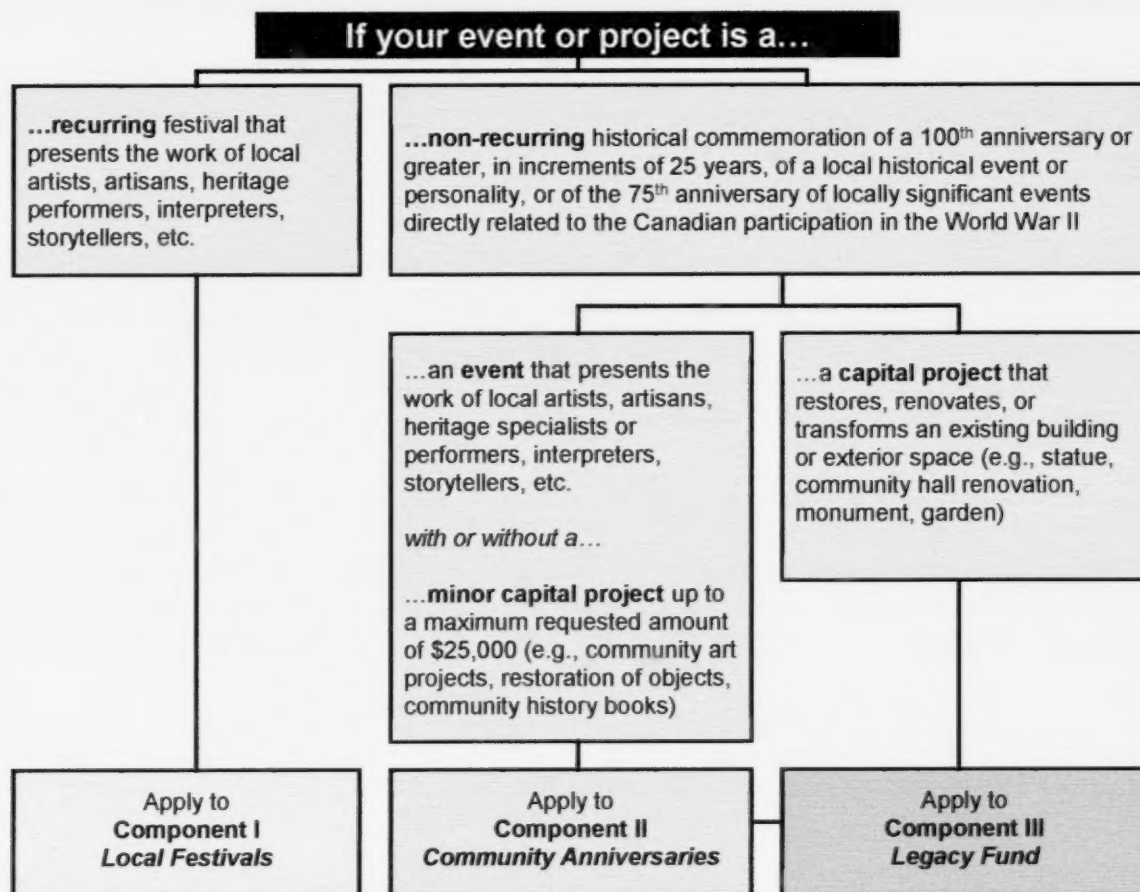 If your event or project is a...
...recurring festival that
presents the work of local
artists, artisans, heritage
performers, interpreters,
storytellers, etc.
...non-recurring historical commemoration of a 100th anniversary or
greater, in increments of 25 years, of a local historical event or
personality, or of the 75th anniversary of locally significant events
directly related to the Canadian participation in the World War II
...an event that presents the
work of local artists, artisans,
heritage specialists or
performers, interpreters,
storytellers, etc.
with or without a...
...minor capital project up to
a maximum requested amount
of $25,000 (e.g., community art
projects, restoration of objects,
community history books)
...a capital project that
restores, renovates, or
transforms an existing building
or exterior space (e.g., statue,
community hall renovation,
monument, garden)
Apply to
Component I
Local Festivals
Apply to
Component II
Community Anniversaries
Apply to
Component III
Legacy Fund